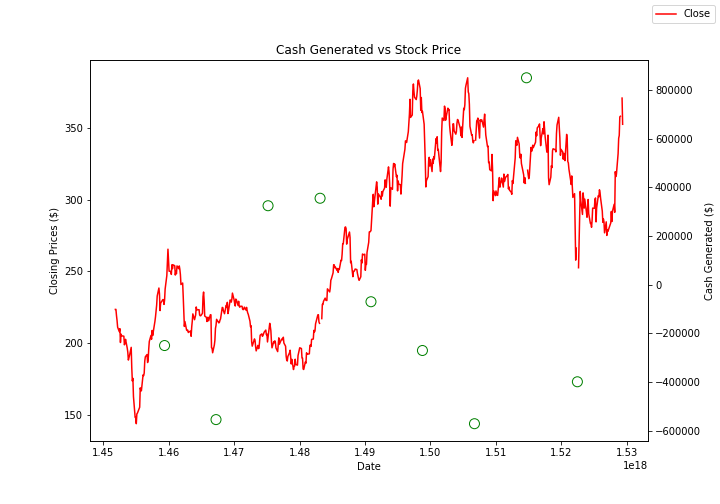 Close
Cash Generated vs Stock Price
350
300
250
200
150
Closing Prices ($)
800000
600000
400000
200000
0
−200000
−400000
−600000
Cash Generated ($)
1.45 1.46 1.47 1.48 1.49 1.50 1.51 1.52 1.53
1e18
Date